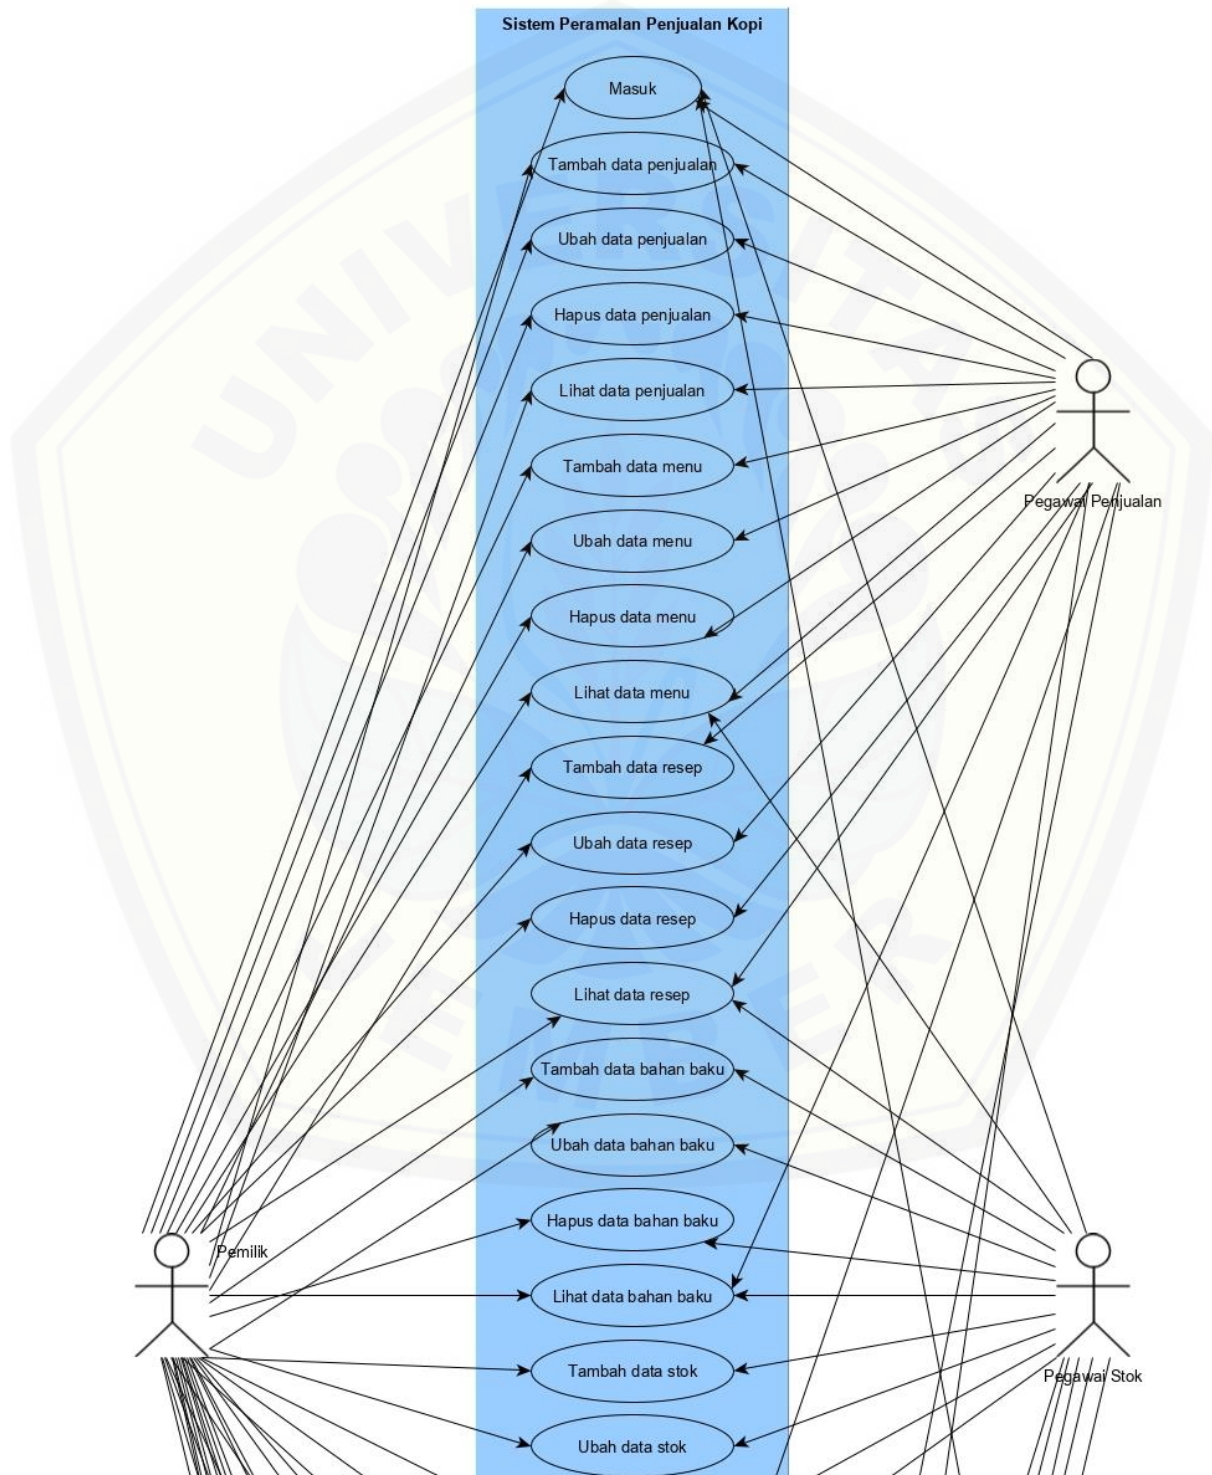 Sistem Peramalan Penjualan Kopi
Masuk
Tambah data penjualan
Ubah data penjualan
Hapus data penjualan
Lihat data penjualan
Tambah data menu
Ubah data menu
Hapus data menu
Lihat data menu
Tambah data resep
Ubah data resep
Hapus data resep
Lihat data resep
Tambah data bahan baku
Ubah data bahan baku
Hapus data bahan baku
Lihat data bahan baku
Tambah data stok
Ubah data stok
Pegawai Penjualan
Pemilik
Pegawai Stok
UNIVERSITAS
JEMBER